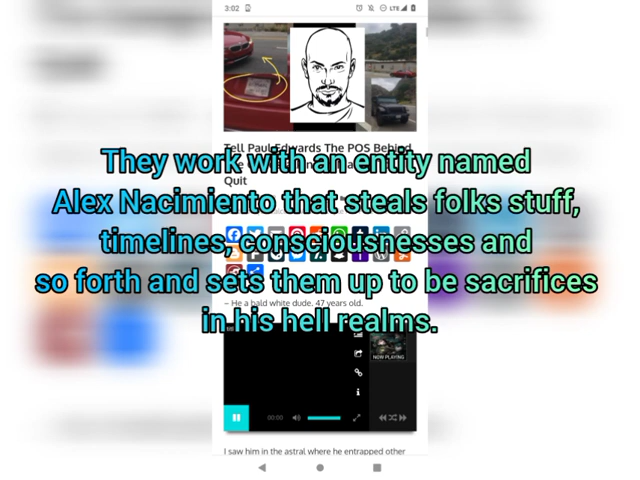 3:02
LTE
Tell Paul Edwards The POS Behind
They work with an entity named
Quit
Alex Nacimiento that steals folks stuff,
timelines, consciousnesses and
so forth and sets them up to be sacrifices
– He a bald white dude. 47 years old.
in his hell realms.
NOW PLAYING
00:00
I saw him in the astral where he entrapped other